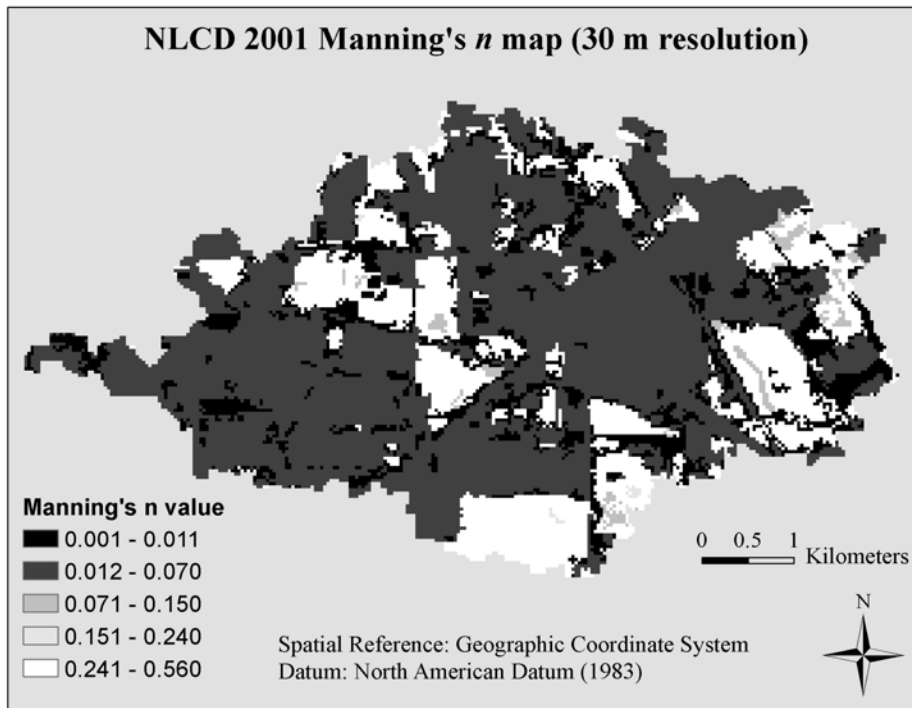 NLCD 2001 Manning's n map (30 m resolution)
Manning's n value
0.001 - 0.011
0.012 - 0.070
0.071 - 0.150
0.151 - 0.240
0.241 - 0.560
0 0.5 1
Kilometers
N
Spatial Reference: Geographic Coordinate System
Datum: North American Datum (1983)